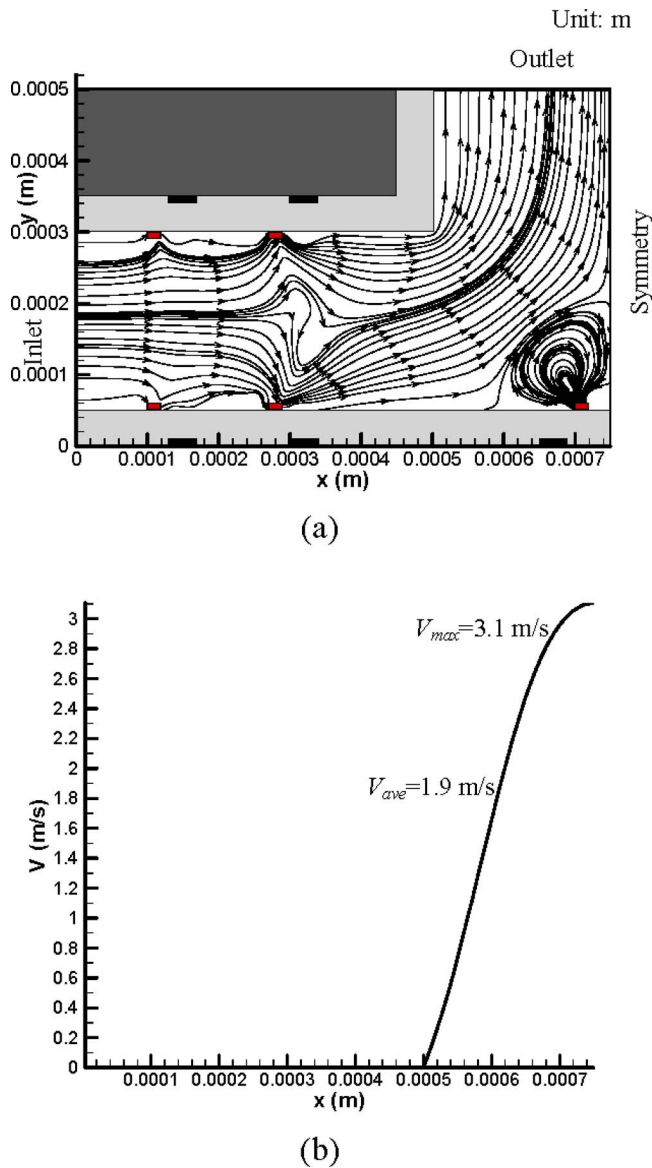 Unit: m
Outlet
0.0005
0.0004
y (m)
0.0003
Symmetry
0.0002
Inlet
0.0001
0
0 0.0001 0.0002 0.0003 0.0004 0.0005 0.0006 0.0007
x (m)
(a)
3
Vmax=3.1 m/s
2.8
2.6
2.4
2.2
2
Vave=1.9 m/s
1.8
1.6
V (m/s)
1.4
1.2
1
0.8
0.6
0.4
0.2
0
0.0001 0.0002 0.0003 0.0004 0.0005 0.0006 0.0007
x (m)
(b)